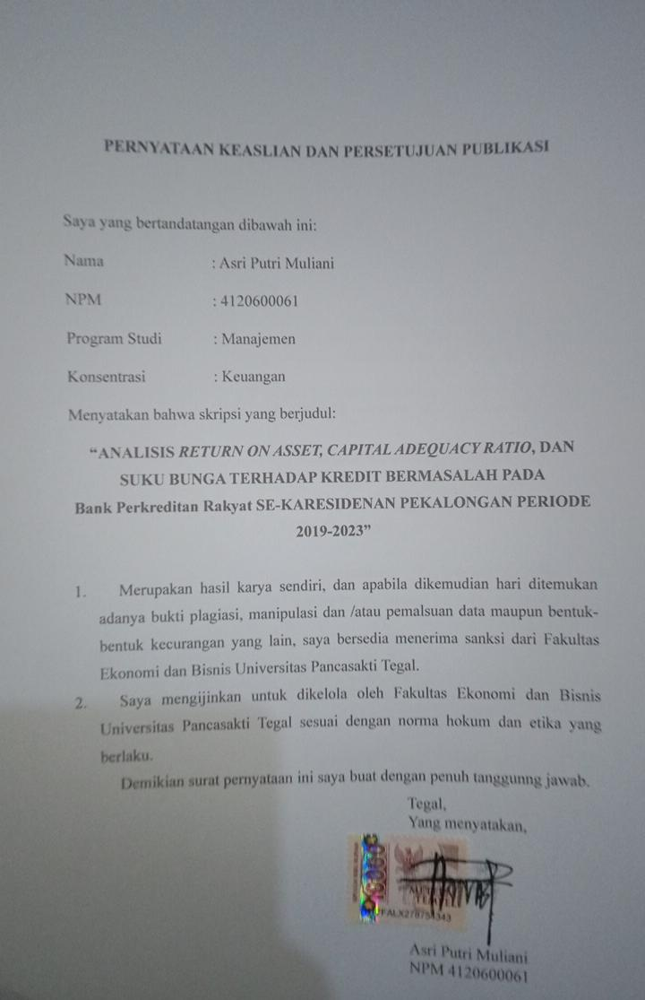 PERNYATAAN KEASLIAN DAN PERSETUJUAN PUBLIKASI
Saya yang bertandatangan dibawah ini:
Nama : Asri Putri Muliani
NPM : 4120600061
Program Studi : Manajemen
Konsentrasi : Keuangan
Menyatakan bahwa skripsi yang berjudul:
“ANALISIS RETURN ON ASSET, CAPITAL ADEQUACY RATIO, DAN
SUKU BUNGA TERHADAP KREDIT BERMASALAH PADA
Bank Perkreditan Rakyat SE-KARESIDENAN PEKALONGAN PERIODE
2019-2023”
1. Merupakan hasil karya sendiri, dan apabila dikemudian hari ditemukan
adanya bukti plagiasi, manipulasi dan /atau pemalsuan data maupun bentuk-
bentuk kecurangan yang lain, saya bersedia menerima sanksi dari Fakultas
Ekonomi dan Bisnis Universitas Pancasakti Tegal.
2. Saya mengijinkan untuk dikelola oleh Fakultas Ekonomi dan Bisnis
Universitas Pancasakti Tegal sesuai dengan norma hokum dan etika yang
berlaku.
Demikian surat pernyataan ini saya buat dengan penuh tanggunng jawab.
Tegal,
Yang menyatakan,
10000
Asri Putri Muliani
NPM 4120600061